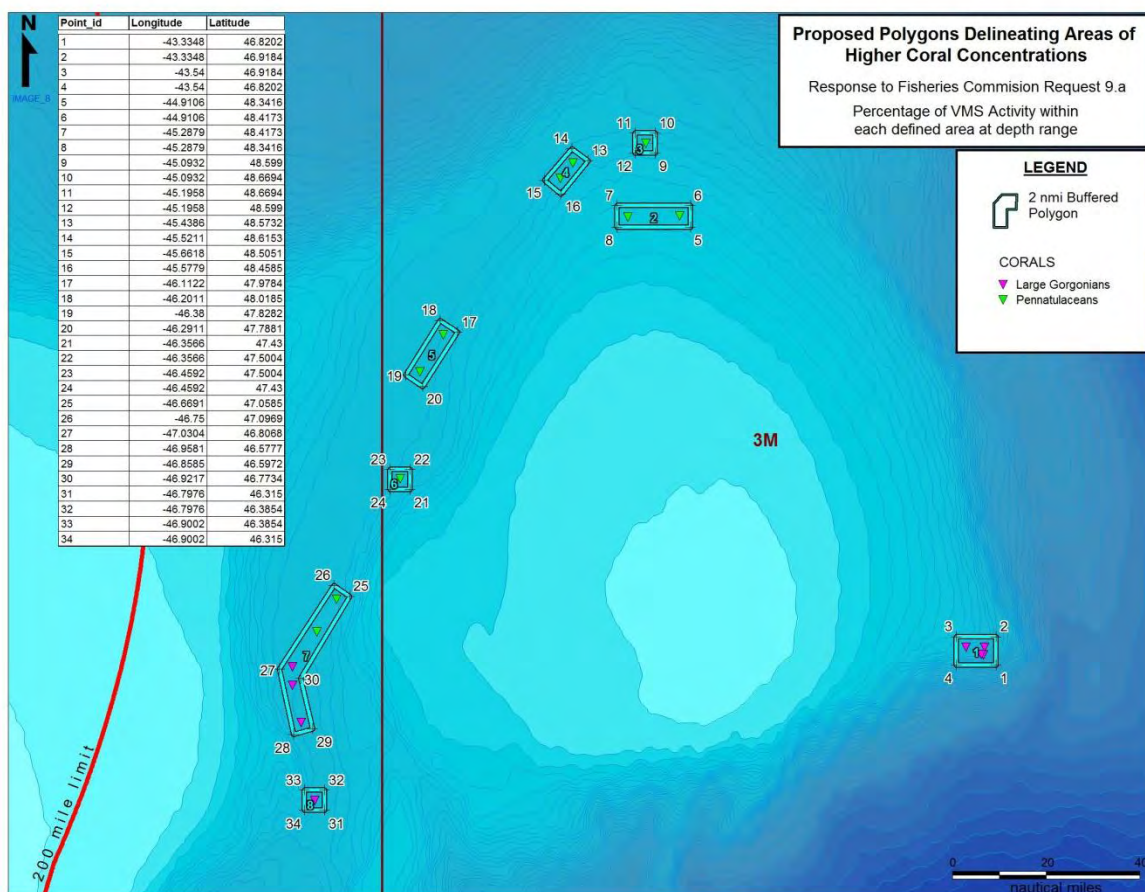 N
IMAGE_B
Point_id Longitude Latitude
1 -43.3348 46.8202
2 -43.3348 46.9184
3 -43.54 46.9184
4 -43.54 46.8202
5 -44.9106 48.3416
6 -44.9106 48.4173
7 -45.2879 48.4173
8 -45.2879 48.3416
9 -45.0932 48.599
10 -45.0932 48.6694
11 -45.1958 48.6694
12 -45.1958 48.599
13 -45.4386 48.5732
14 -45.5211 48.6153
15 -45.6618 48.5051
16 -45.5779 48.4585
17 -46.1122 47.9784
18 -46.2011 48.0185
19 -46.38 47.8282
20 -46.2911 47.7881
21 -46.3566 47.43
22 -46.3566 47.5004
23 -46.4592 47.5004
24 -46.4592 47.43
25 -46.6691 47.0585
26 -46.75 47.0969
27 -47.0304 46.8068
28 -46.9581 46.5777
29 -46.8585 46.5972
30 -46.9217 46.7734
31 -46.7976 46.315
32 -46.7976 46.3854
33 -46.9002 46.3854
34 -46.9002 46.315
Proposed Polygons Delineating Areas of
Higher Coral Concentrations
Response to Fisheries Commision Request 9.a
Percentage of VMS Activity within
each defined area at depth range
LEGEND
2 nmi Buffered
Polygon
CORALS
Large Gorgonians
Pennatulaceans
11 10
3
12 9
14
13
4
15
16
7 6
2
8 5
18
17
5
19
20
3M
23 22
6
24 21
26
25
7
27
30
28
29
3 2
1
4 1
33 32
8
34 31
200 mile limit
0 20 40
nautical miles